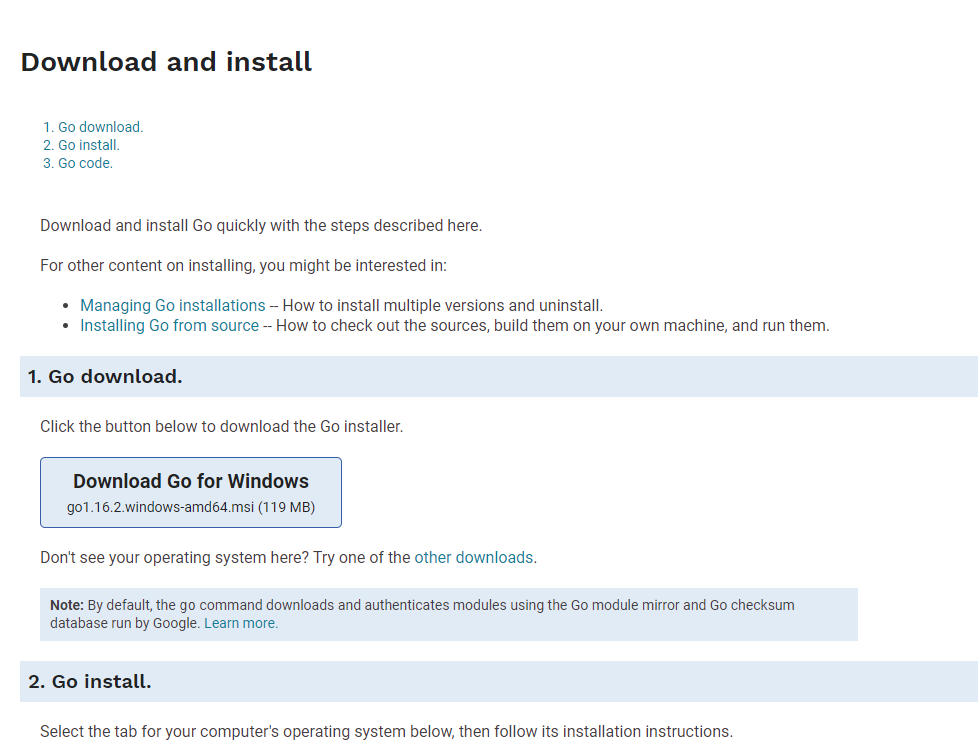 Download and install
1. Go download.
2. Go install.
3. Go code.
Download and install Go quickly with the steps described here.
For other content on installing, you might be interested in:
• Managing Go installations -- How to install multiple versions and uninstall.
• Installing Go from source -- How to check out the sources, build them on your own machine, and run them.
1. Go download.
Click the button below to download the Go installer.
Download Go for Windows
go1.16.2.windows-amd64.msi (119 MB)
Don't see your operating system here? Try one of the other downloads.
Note: By default, the go command downloads and authenticates modules using the Go module mirror and Go checksum
database run by Google. Learn more.
2. Go install.
Select the tab for your computer's operating system below, then follow its installation instructions.